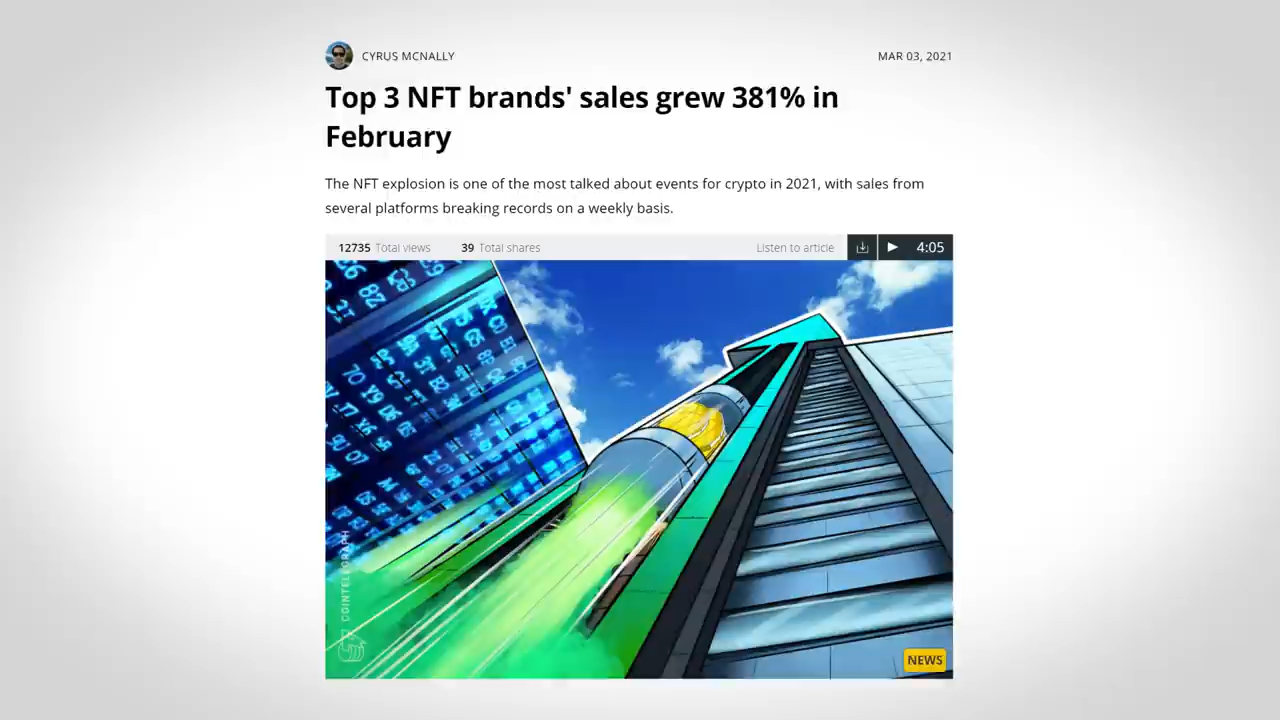 CYRUS MCNALLY
MAR 03, 2021
Top 3 NFT brands' sales grew 381% in
February
The NFT explosion is one of the most talked about events for crypto in 2021, with sales from
several platforms breaking records on a weekly basis.
12735 Total views 39 Total shares Listen to article 4:05
COINTELEGRAPH
NEWS